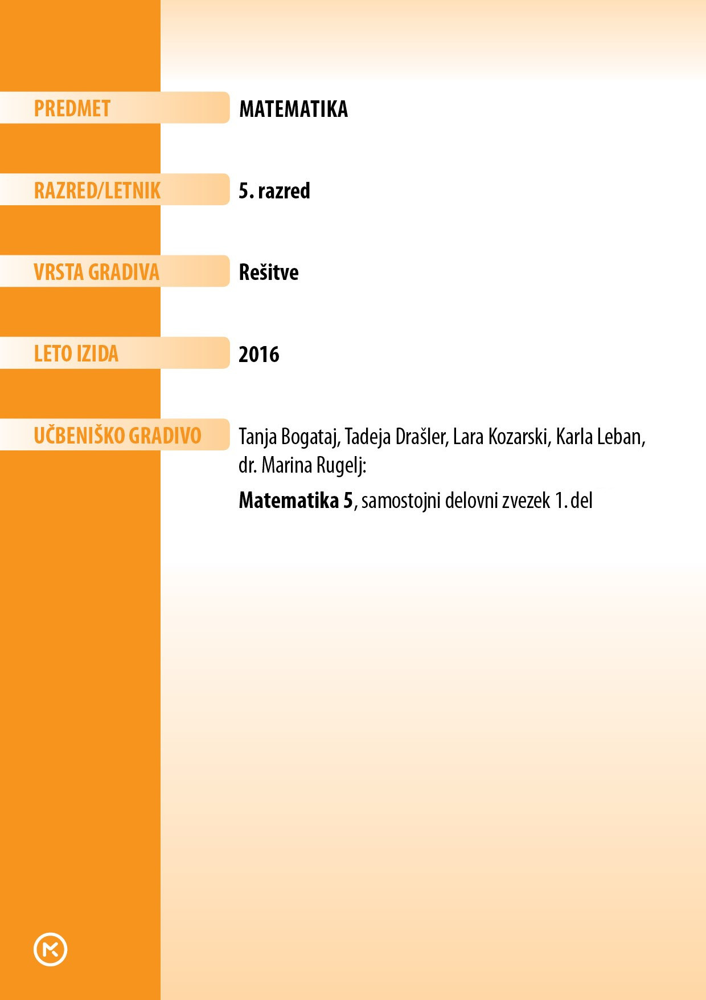 PREDMET MATEMATIKA
RAZRED/LETNIK 5. razred
VRSTA GRADIVA Rešitve
LETO IZIDA 2016
UČBENIŠKO GRADIVO Tanja Bogataj, Tadeja Drašler, Lara Kozarski, Karla Leban,
dr. Marina Rugelj:
Matematika 5, samostojni delovni zvezek 1. del